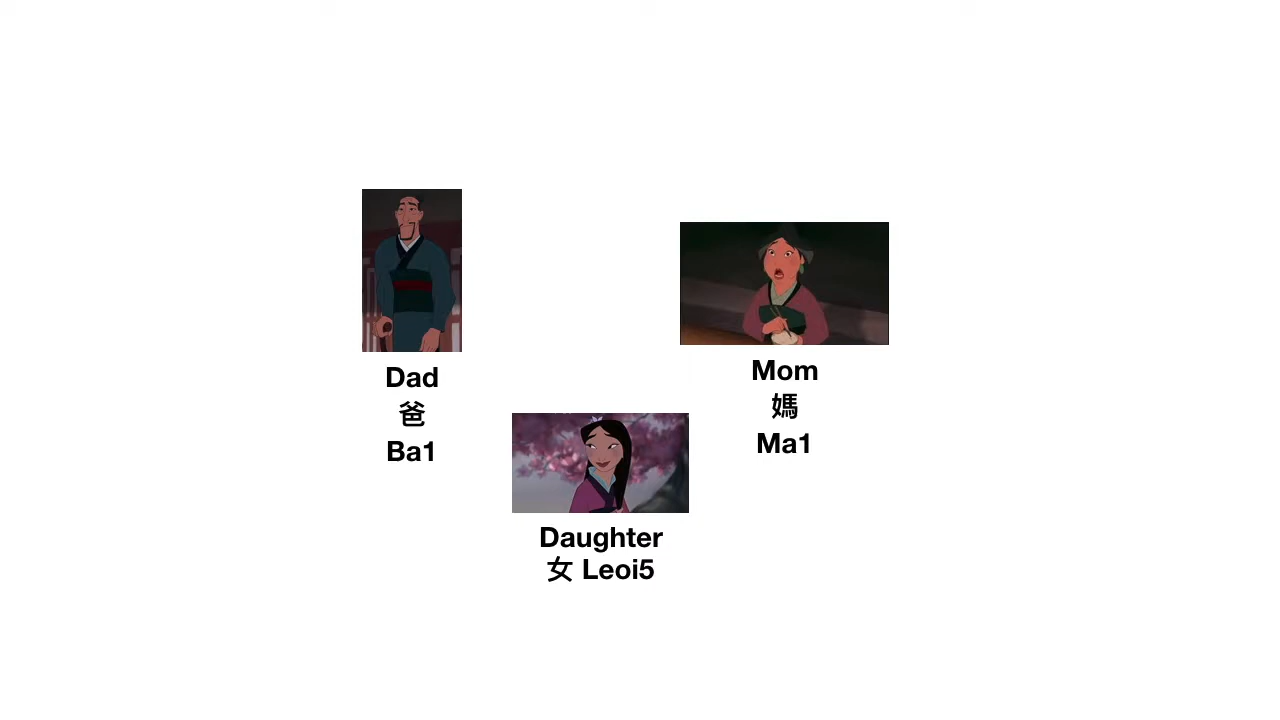 Dad
爸
Ba1
Mom
媽
Ma1
Daughter
女 Leoi5